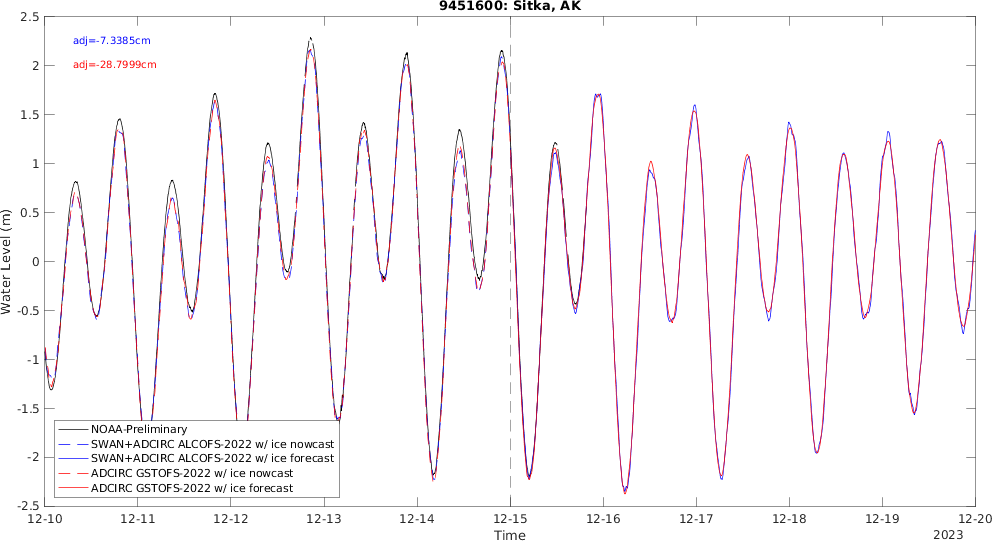 9451600: Sitka, AK
adj=-7.3385cm
adj=-28.7999cm
Water Level (m)
2.5
2
1.5
1
0.5
0
-0.5
-1
-1.5
-2
-2.5
NOAA-Preliminary
SWAN+ADCIRC ALCOFS-2022 w/ ice nowcast
SWAN+ADCIRC ALCOFS-2022 w/ ice forecast
ADCIRC GSTOFS-2022 w/ ice nowcast
ADCIRC GSTOFS-2022 w/ ice forecast
12-10 12-11 12-12 12-13 12-14 12-15 12-16 12-17 12-18 12-19 12-20
Time
2023